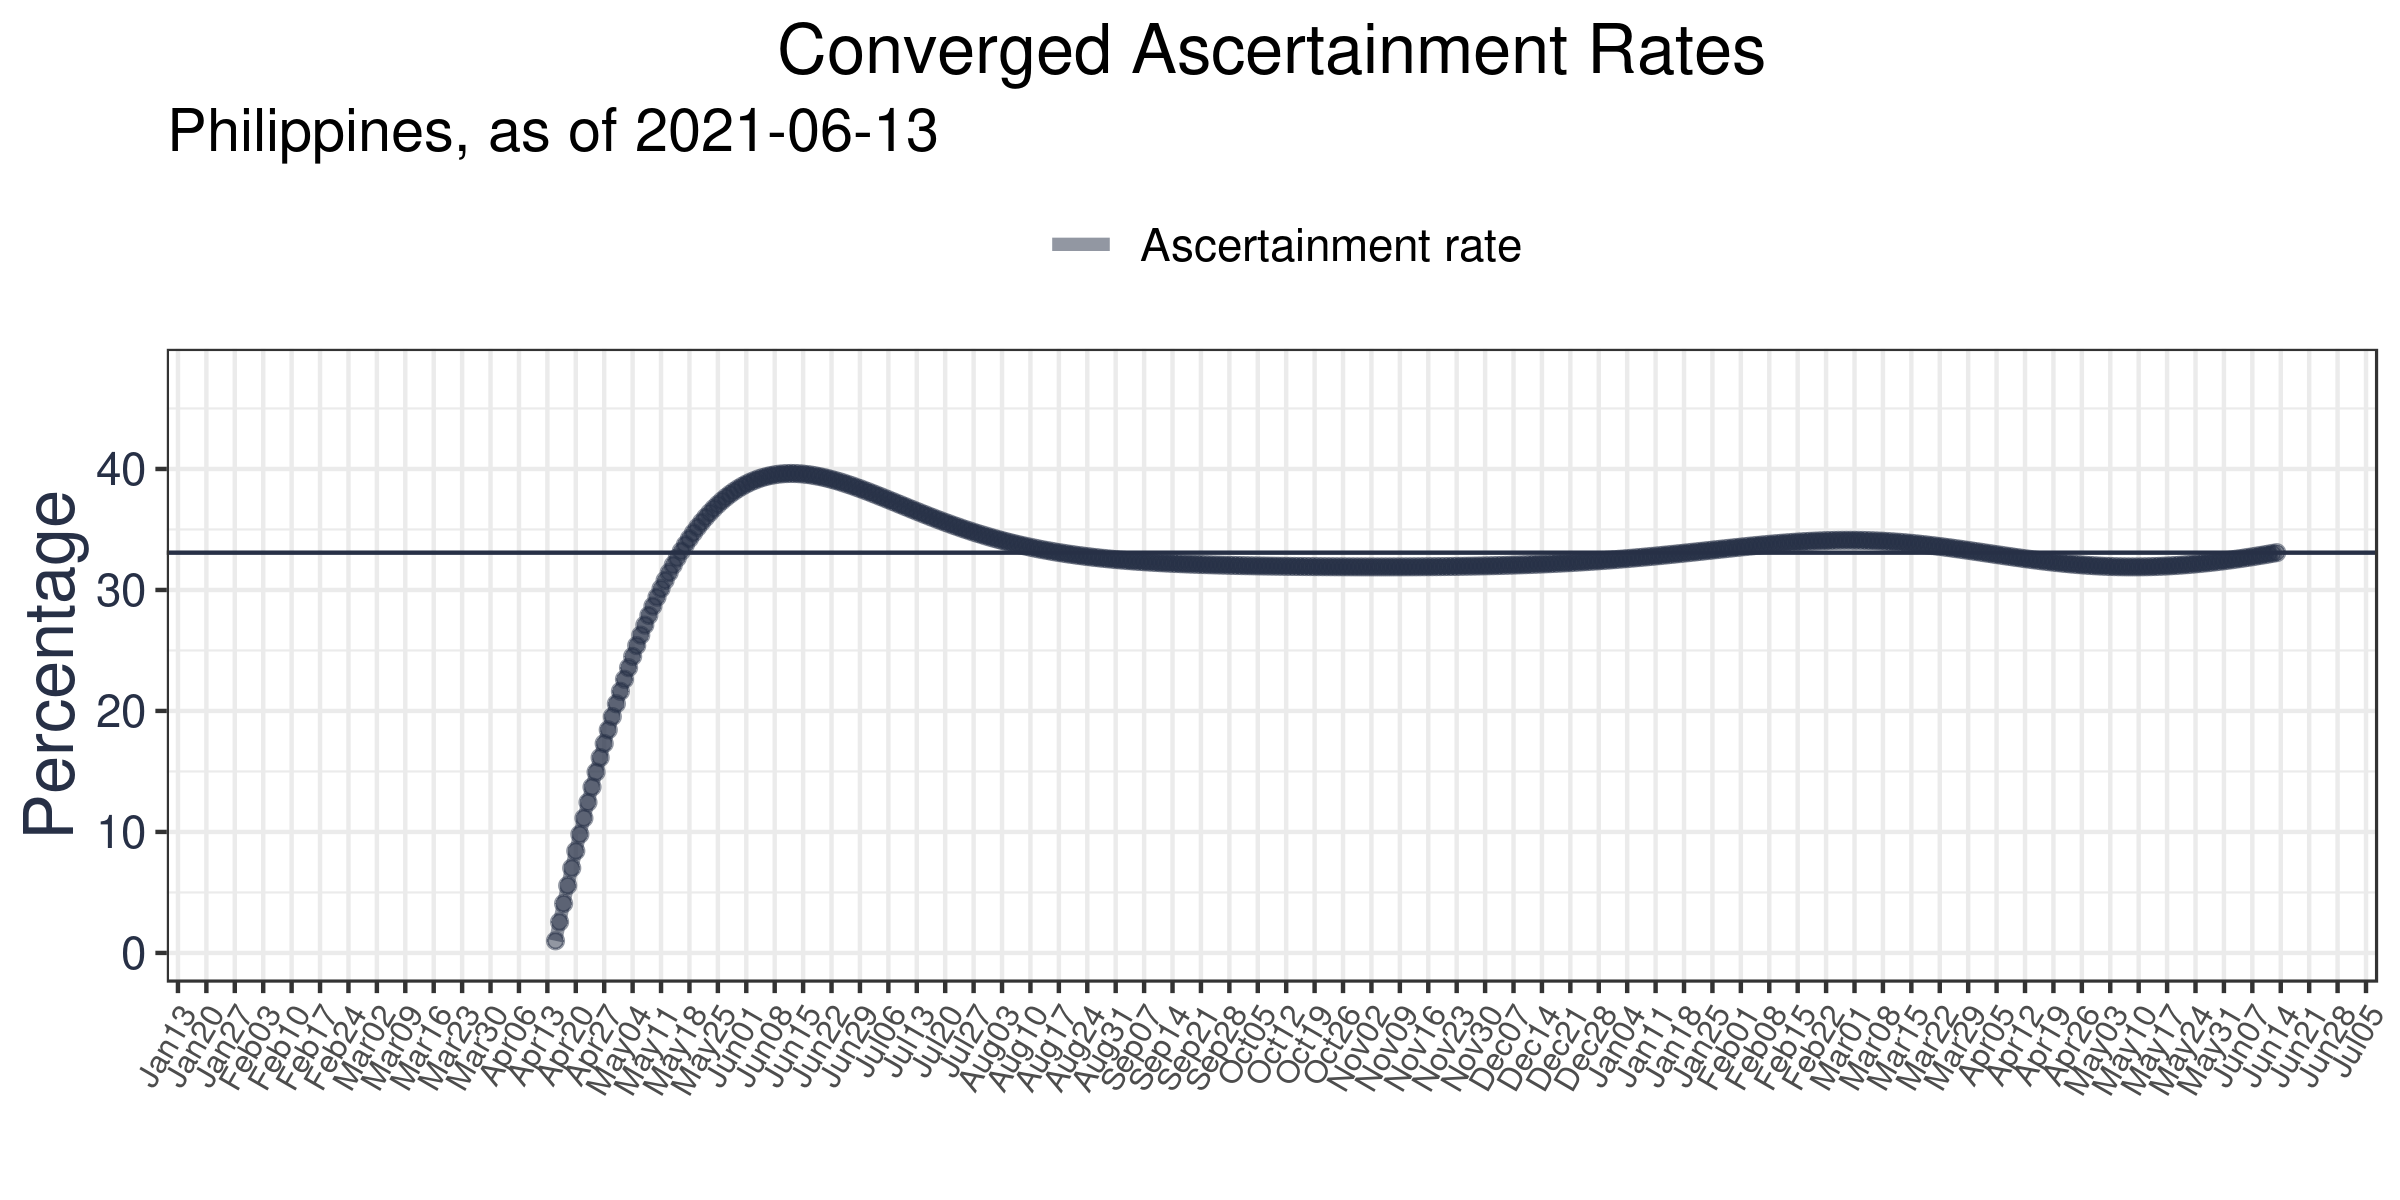 Converged Ascertainment Rates
Philippines, as of 2021-06-13
Ascertainment rate
Percentage
40
30
20
10
0
Jan13
Jan20
Jan27
Feb03
Feb10
Feb17
Feb24
Mar02
Mar09
Mar16
Mar23
Mar30
Apr06
Apr13
Apr20
Apr27
May04
May11
May18
May25
Jun01
Jun08
Jun15
Jun22
Jun29
Jul06
Jul13
Jul20
Jul27
Aug03
Aug10
Aug17
Aug24
Aug31
Sep07
Sep14
Sep21
Sep28
Oct05
Oct12
Oct19
Oct26
Nov02
Nov09
Nov16
Nov23
Nov30
Dec07
Dec14
Dec21
Dec28
Jan04
Jan11
Jan18
Jan25
Feb01
Feb08
Feb15
Feb22
Mar01
Mar08
Mar15
Mar22
Mar29
Apr05
Apr12
Apr19
Apr26
May03
May10
May17
May24
May31
Jun07
Jun14
Jun21
Jun28
Jul05